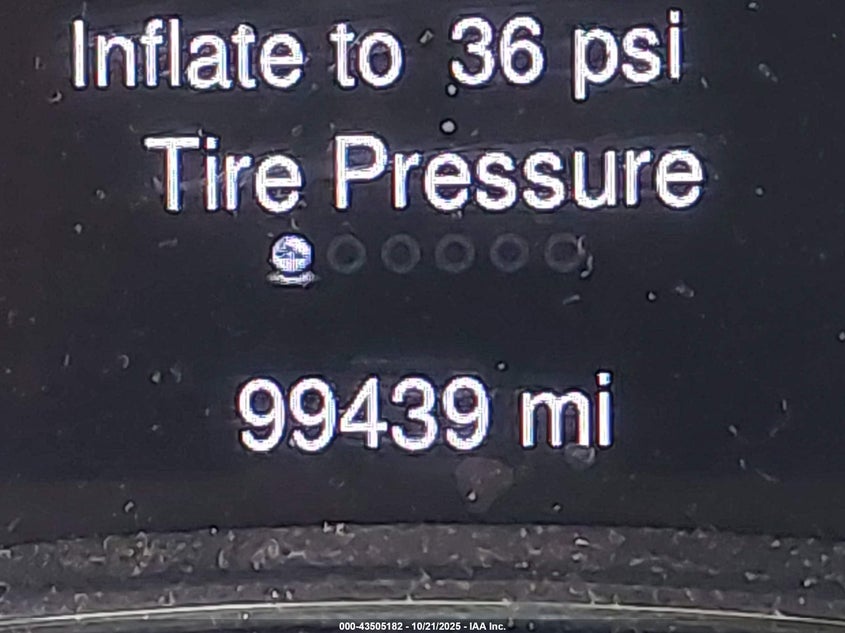 Inflate to 36 psi
Tire Pressure
99439 mi
000-43505182 - 10/21/2025 - IAA Inc.